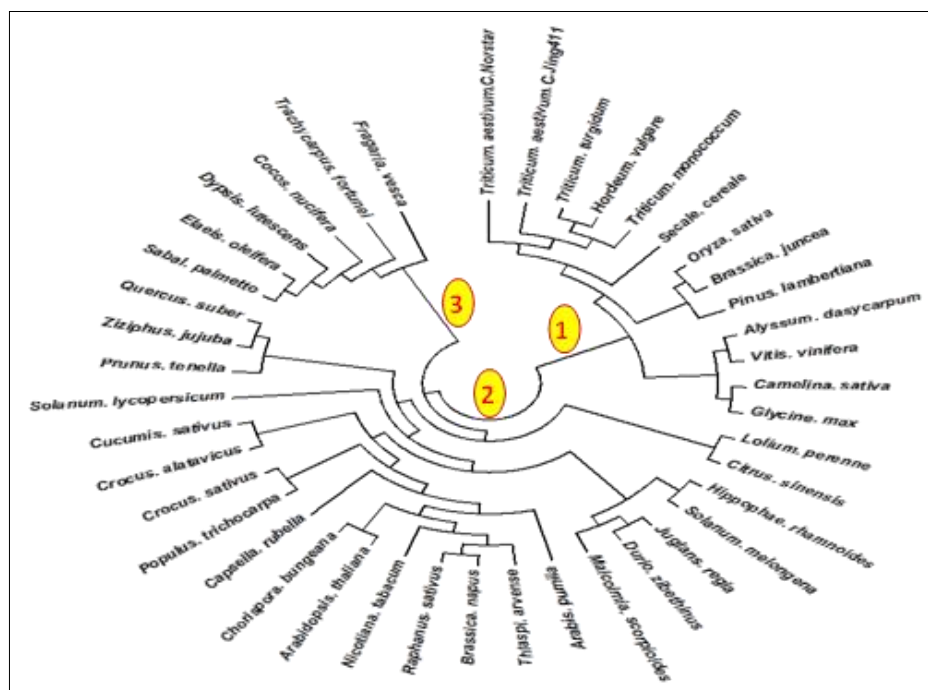 Triticum. aestivum.C.Norstar
Triticum. aestivum.C.Jing411
Triticum. turgidum
Hordeum. vulgare
Triticum. monococcum
Secale. cereale
Oryza. sativa
Brassica. juncea
Pinus. lambertiana
Alyssum. dasycarpum
Vitis. vinifera
Camelina. sativa
Glycine. max
Lolium. perenne
Citrus. sinensis
Hippophae. rhamnoides
Solanum. melongena
Juglans. regia
Durio. zibethinus
Malcolmia. scorpioides
Arabis. pumila
Thlaspi. arvense
Brassica. napus
Raphanus. sativus
Nicotiana. tabacum
Arabidopsis. thaliana
Chorispora. bungeana
Capsella. rubella
Populus. trichocarpa
Crocus. sativus
Crocus. alatavicus
Cucumis. sativus
Solanum. lycopersicum
Prunus. tenella
Ziziphus. jujuba
Quercus. suber
Sabal. palmetto
Elaeis. oleifera
Dypsis. lutescens
Cocos. nucifera
Trachycarpus. fortunei
Fragaria. vesca
3
1
2